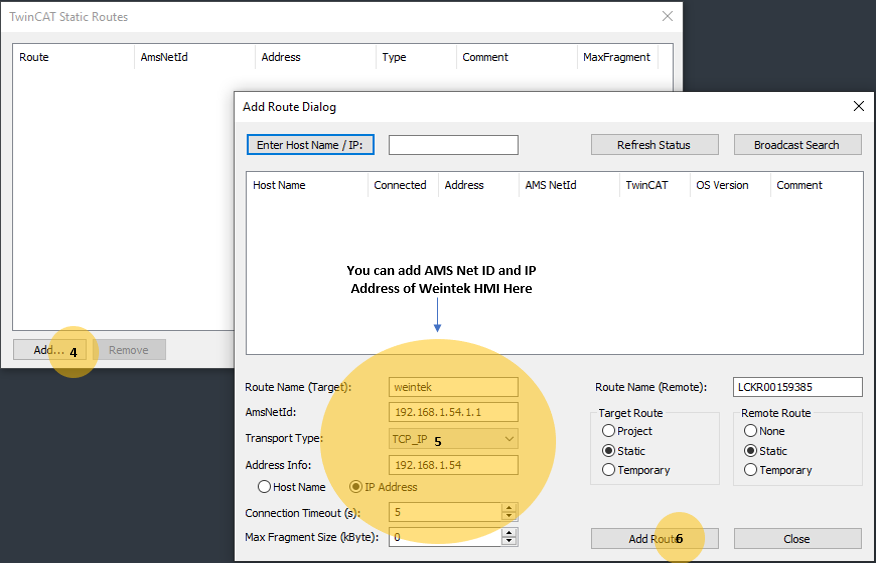 TwinCAT Static Routes
Route AmsNetId Address Type Comment MaxFragment
Add... 4 Remove
Add Route Dialog
Enter Host Name / IP: Refresh Status Broadcast Search
Host Name Connected Address AMS NetId TwinCAT OS Version Comment
You can add AMS Net ID and IP
Address of Weintek HMI Here
Route Name (Target): weintek Route Name (Remote): LCKR00159385
AmsNetId: 192.168.1.54.1.1
Transport Type: TCP_IP 5
Address Info: 192.168.1.54
Host Name IP Address
Connection Timeout (s): 5
Max Fragment Size (kByte): 0
Target Route
Project
Static
Temporary
Remote Route
None
Static
Temporary
Add Route 6 Close